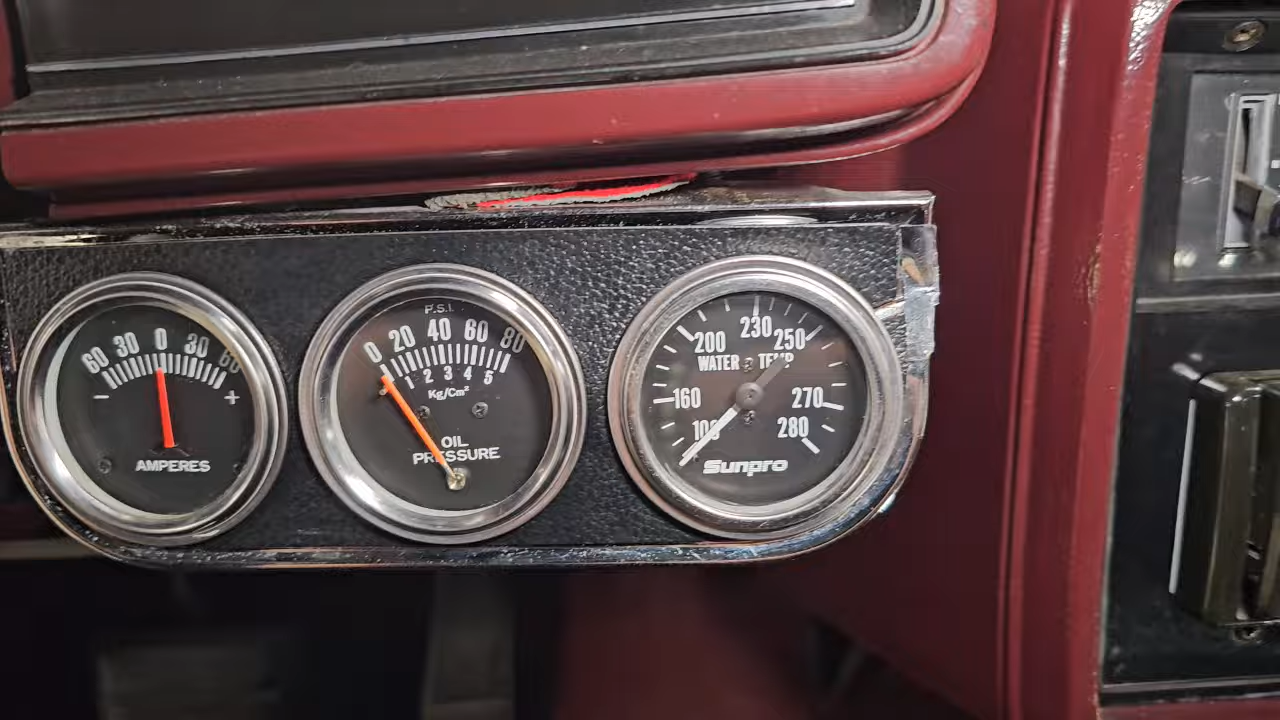 60 30 0 30 60
− +
AMPERES
P.S.I.
0 20 40 60 80
1 2 3 4 5
Kg/Cm²
OIL
PRESSURE
100 160 200 230 250 270 280
WATER TEMP
Sunpro